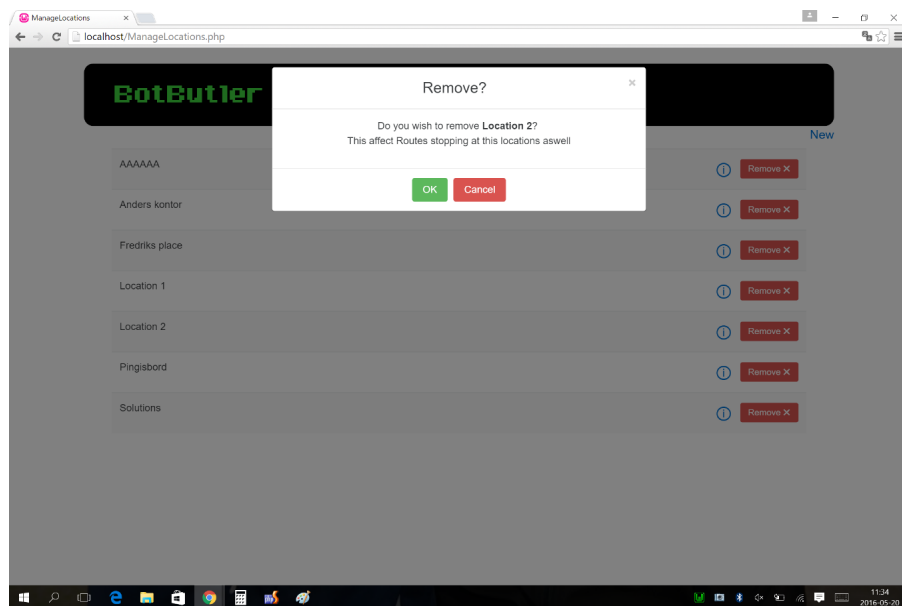 ManageLocations
localhost/ManageLocations.php
BotButler
Remove?
Do you wish to remove Location 2?
This affect Routes stopping at this locations aswell
OK
Cancel
New
AAAAAA
Remove
Anders kontor
Remove
Fredriks place
Remove
Location 1
Remove
Location 2
Remove
Pingisbord
Remove
Solutions
Remove
11:34
2016-05-20